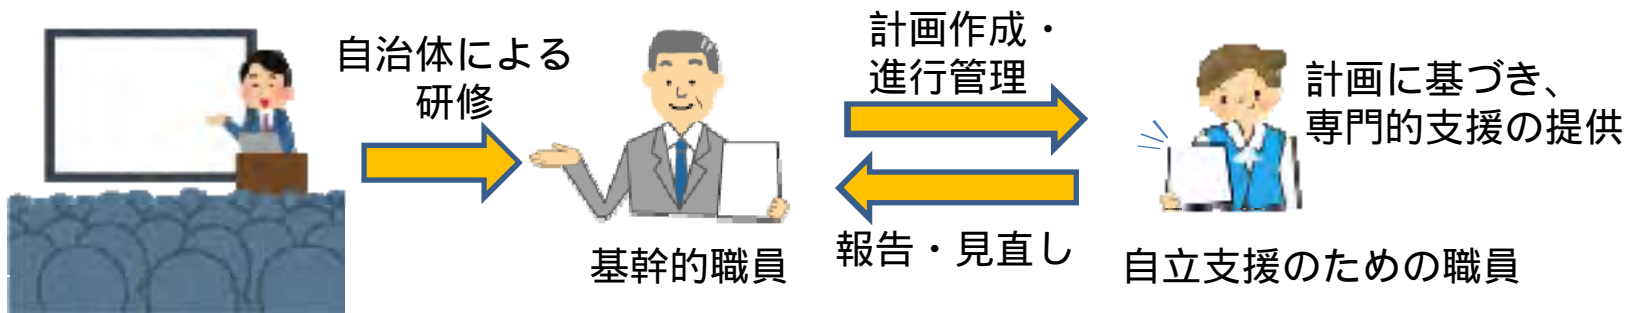 自治体による
研修
計画作成・
進行管理
計画に基づき、
専門的支援の提供
報告・見直し
基幹的職員
自立支援のための職員